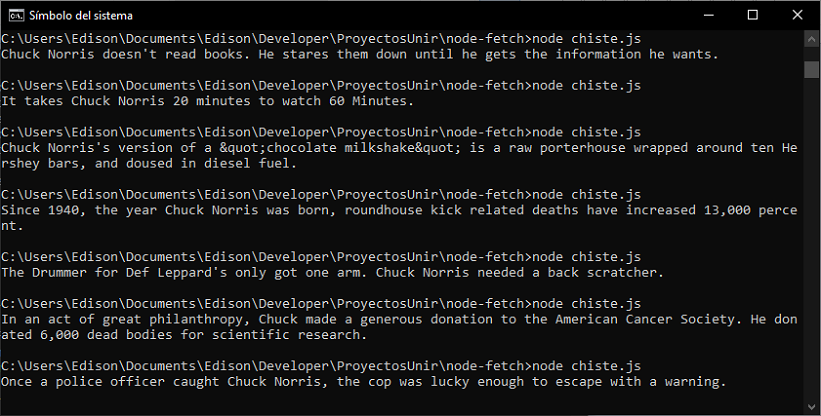 Símbolo del sistema
C:\Users\Edison\Documents\Edison\Developer\ProyectosUnir\node-fetch>node chiste.js
Chuck Norris doesn't read books. He stares them down until he gets the information he wants.
C:\Users\Edison\Documents\Edison\Developer\ProyectosUnir\node-fetch>node chiste.js
It takes Chuck Norris 20 minutes to watch 60 Minutes.
C:\Users\Edison\Documents\Edison\Developer\ProyectosUnir\node-fetch>node chiste.js
Chuck Norris's version of a &quot;chocolate milkshake&quot; is a raw porterhouse wrapped around ten He
rshey bars, and doused in diesel fuel.
C:\Users\Edison\Documents\Edison\Developer\ProyectosUnir\node-fetch>node chiste.js
Since 1940, the year Chuck Norris was born, roundhouse kick related deaths have increased 13,000 perce
nt.
C:\Users\Edison\Documents\Edison\Developer\ProyectosUnir\node-fetch>node chiste.js
The Drummer for Def Leppard's only got one arm. Chuck Norris needed a back scratcher.
C:\Users\Edison\Documents\Edison\Developer\ProyectosUnir\node-fetch>node chiste.js
In an act of great philanthropy, Chuck made a generous donation to the American Cancer Society. He don
ated 6,000 dead bodies for scientific research.
C:\Users\Edison\Documents\Edison\Developer\ProyectosUnir\node-fetch>node chiste.js
Once a police officer caught Chuck Norris, the cop was lucky enough to escape with a warning.